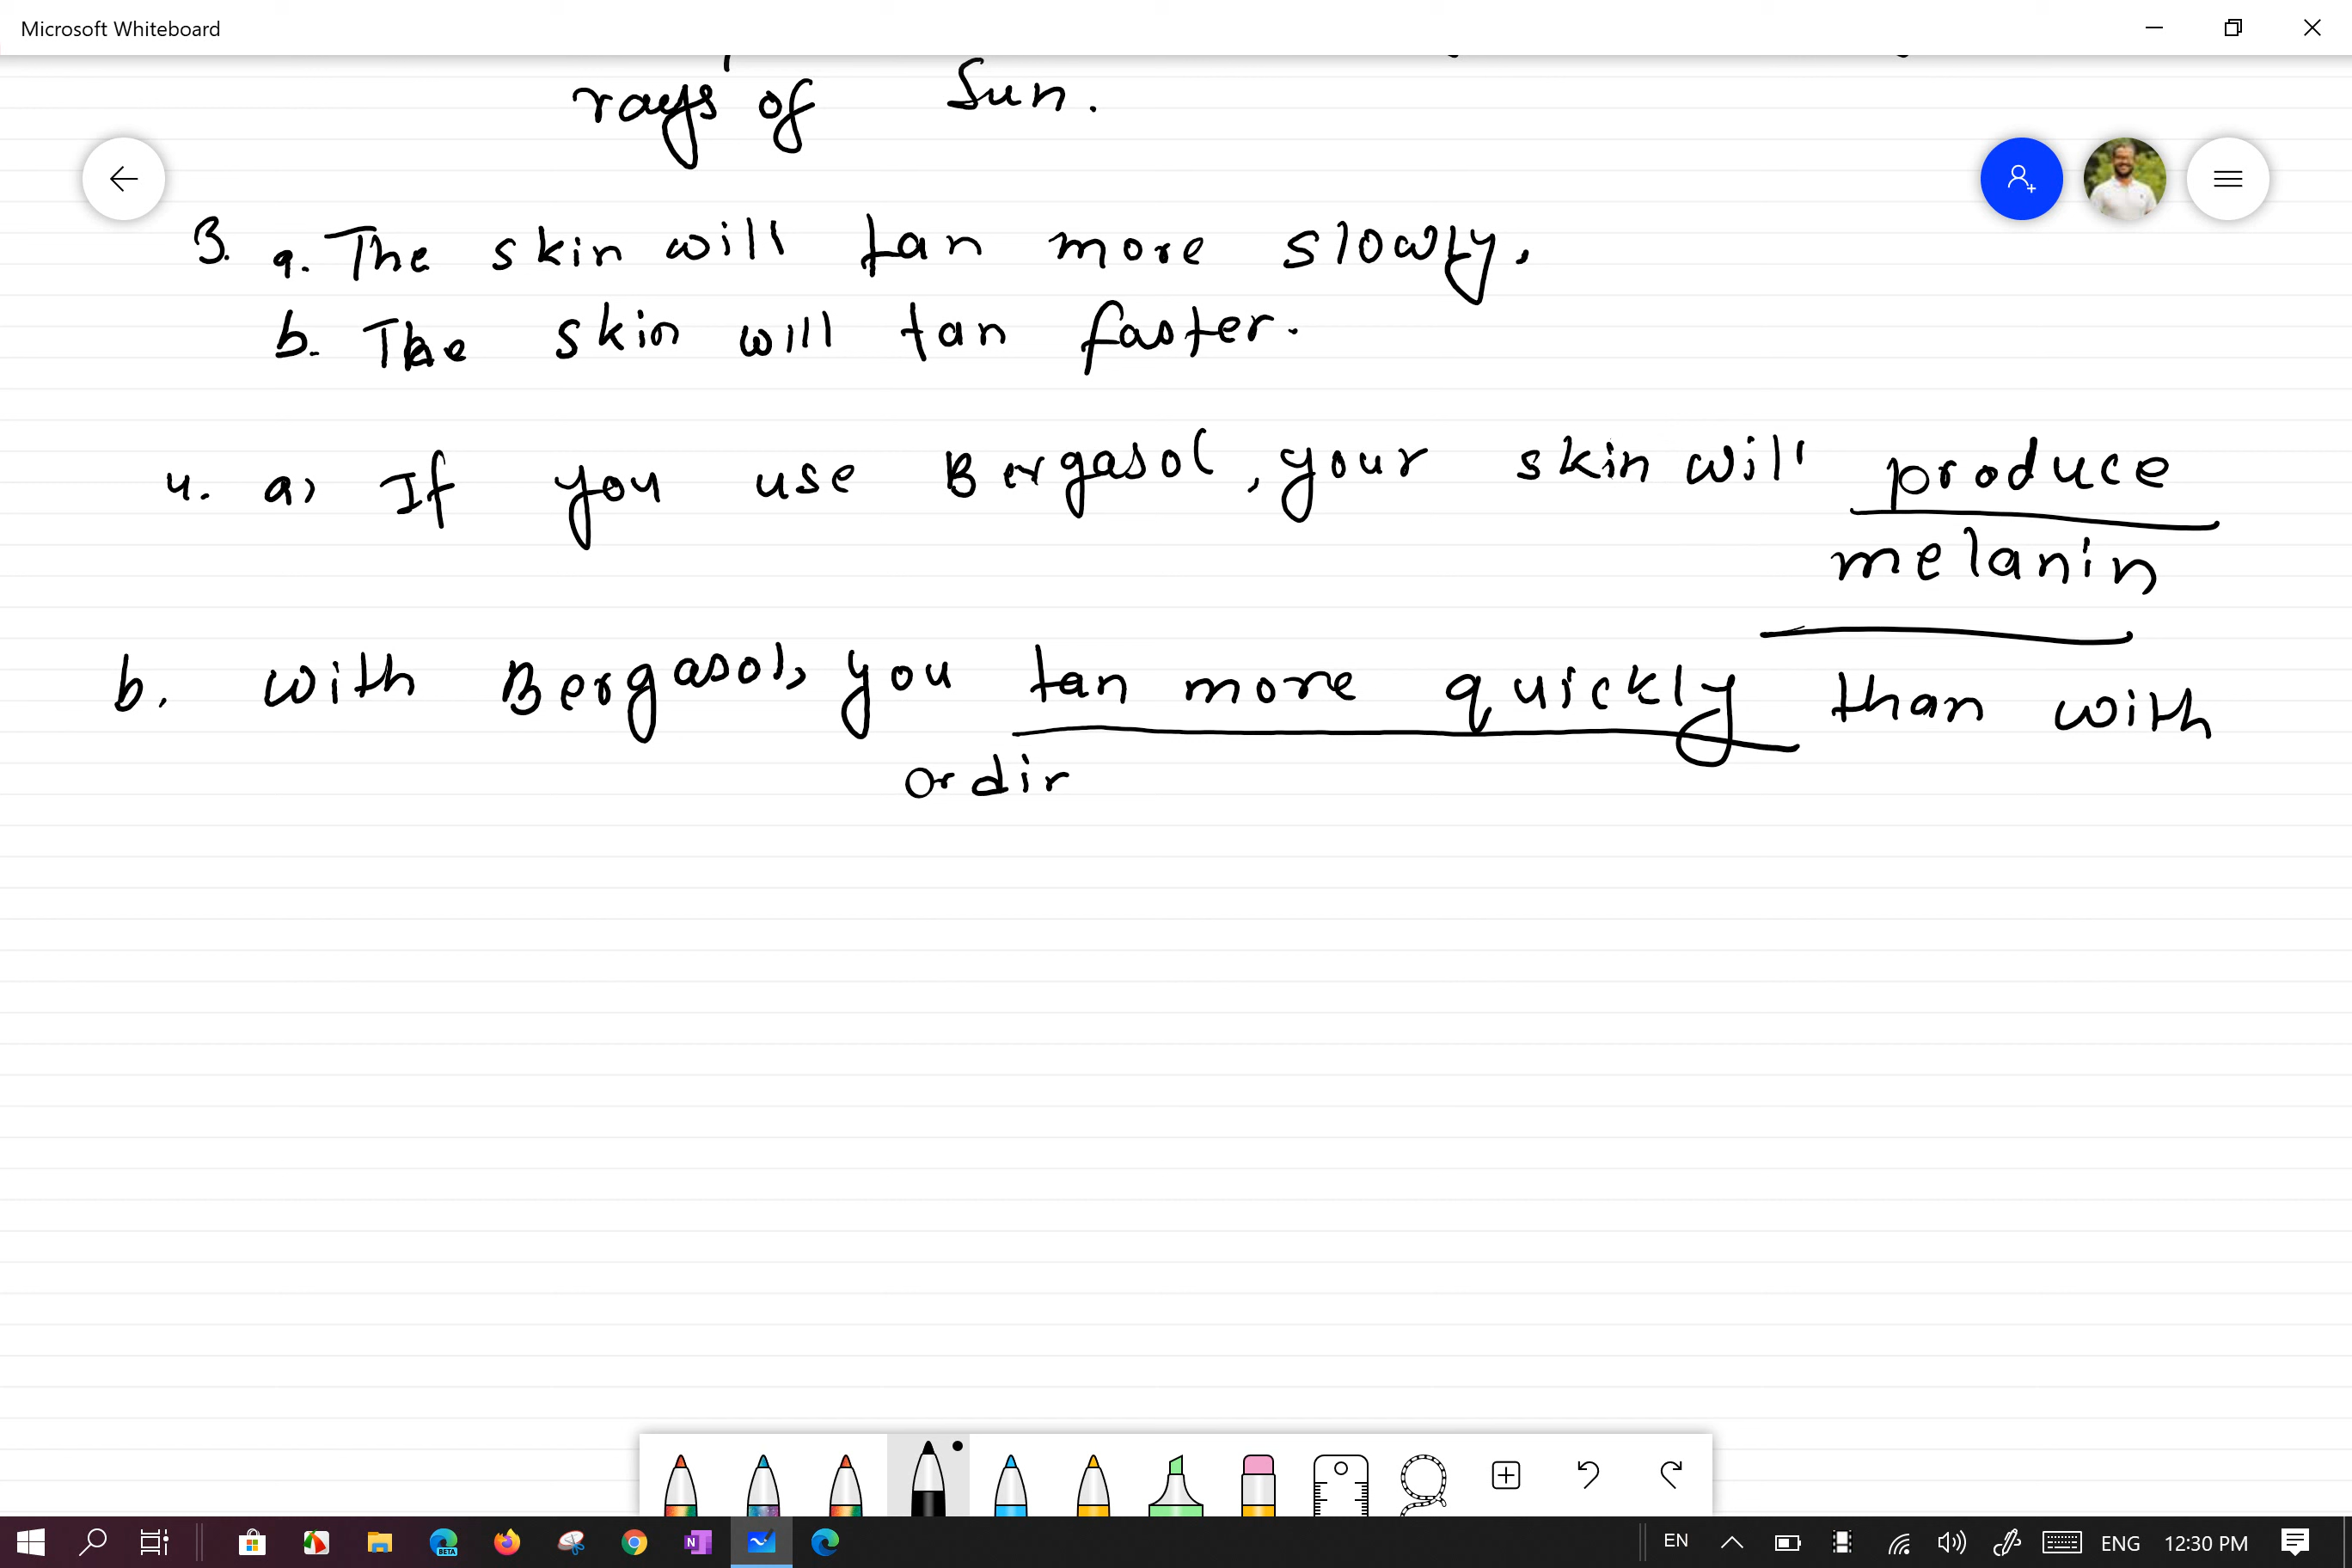 Microsoft Whiteboard
rays of Sun.
3. a. The skin will tan more slowly.
b. The skin will tan faster.
4. a, If you use Bergasol, your skin will produce
melanin
b. with Bergasol, you tan more quickly than with
ordir
BETA
N
EN
ENG
12:30 PM